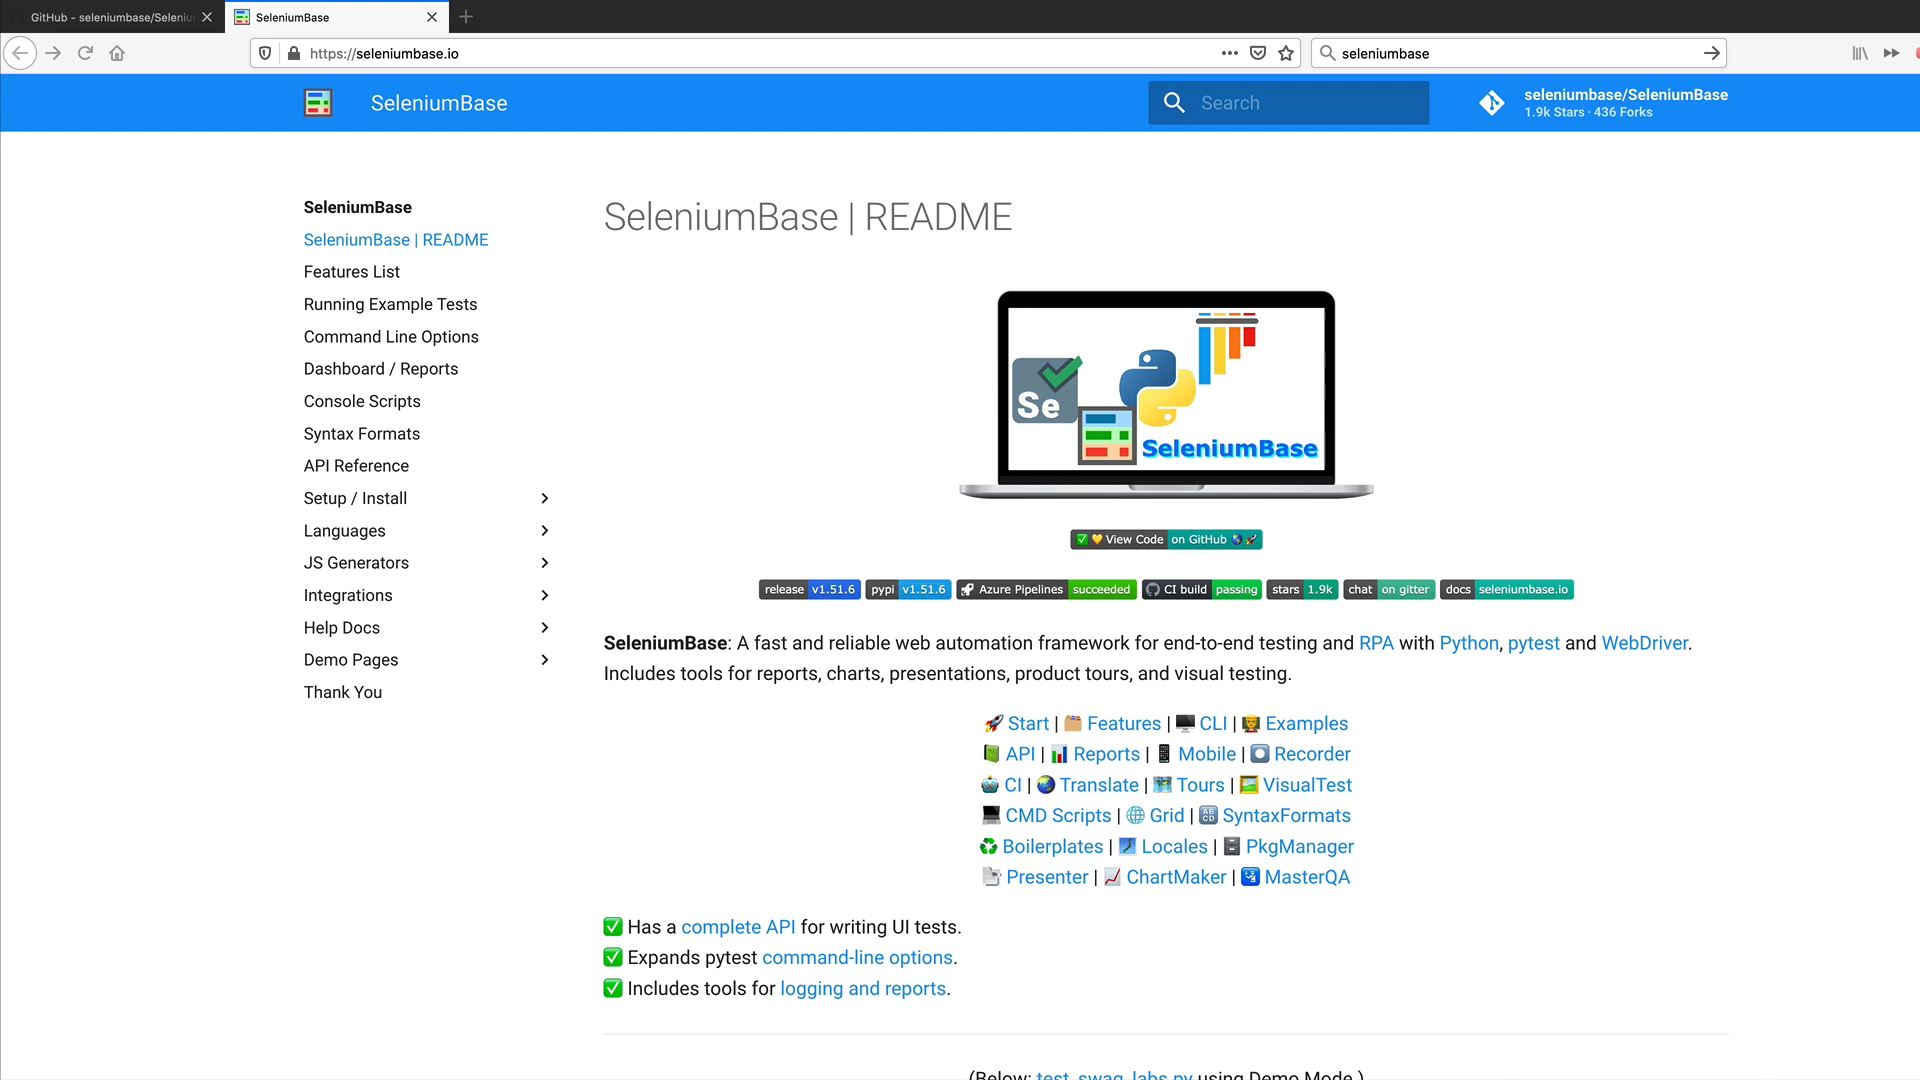 GitHub - seleniumbase/Seleniu
SeleniumBase
https://seleniumbase.io
seleniumbase
SeleniumBase
Search
seleniumbase/SeleniumBase
1.9k Stars · 436 Forks
SeleniumBase
SeleniumBase | README
Features List
Running Example Tests
Command Line Options
Dashboard / Reports
Console Scripts
Syntax Formats
API Reference
Setup / Install
Languages
JS Generators
Integrations
Help Docs
Demo Pages
Thank You
SeleniumBase | README
Se
SeleniumBase
✅ 💛 View Code on GitHub 🌎 🚀
release v1.51.6 pypi v1.51.6 Azure Pipelines succeeded CI build passing stars 1.9k chat on gitter docs seleniumbase.io
SeleniumBase: A fast and reliable web automation framework for end-to-end testing and RPA with Python, pytest and WebDriver.
Includes tools for reports, charts, presentations, product tours, and visual testing.
🚀 Start | Features | CLI | Examples
API | Reports | Mobile | Recorder
CI | Translate | Tours | VisualTest
CMD Scripts | Grid | SyntaxFormats
Boilerplates | Locales | PkgManager
Presenter | ChartMaker | MasterQA
✅ Has a complete API for writing UI tests.
✅ Expands pytest command-line options.
✅ Includes tools for logging and reports.
(Below: test_swag_labs.py using Demo Mode.)